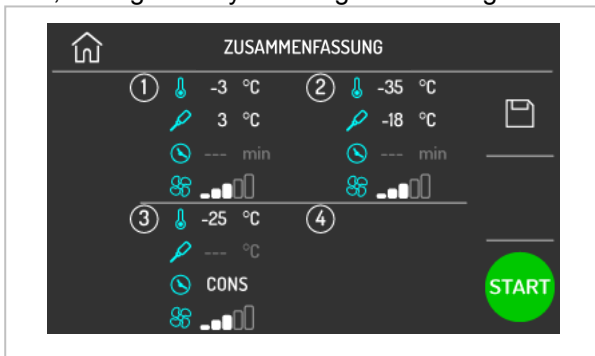 ZUSAMMENFASSUNG
1 -3 °C 2 -35 °C
3 °C -18 °C
--- min --- min
3 -25 °C 4
--- °C
CONS
START